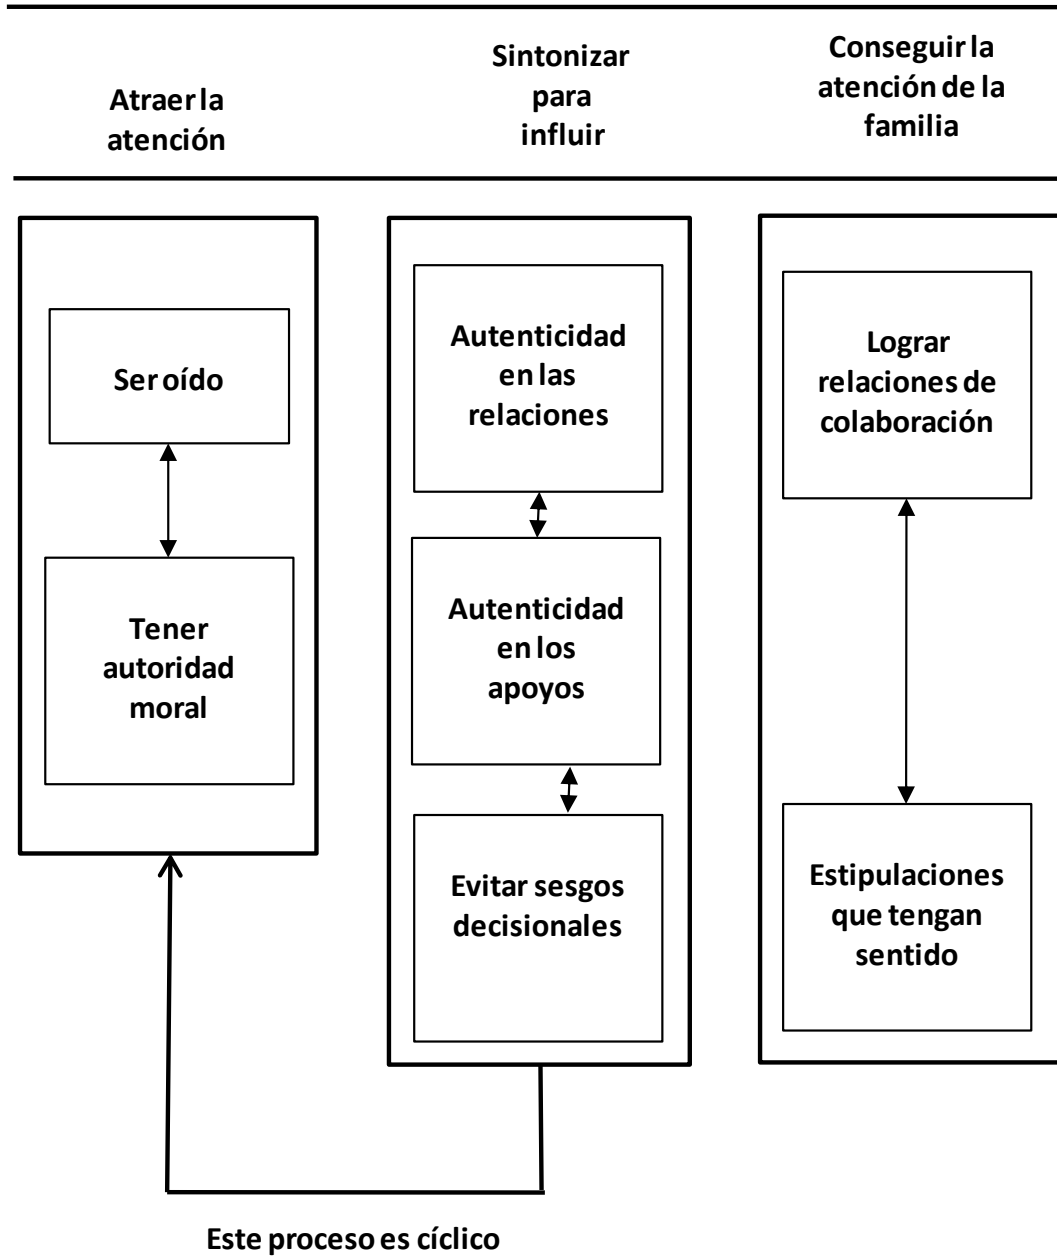 Atraer la
atención
Sintonizar
para
influir
Conseguir la
atención de la
familia
Ser oído
Tener
autoridad
moral
Autenticidad
en las
relaciones
Autenticidad
en los
apoyos
Evitar sesgos
decisionales
Lograr
relaciones de
colaboración
Estipulaciones
que tengan
sentido
Este proceso es cíclico